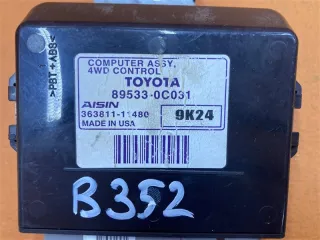 >PBT+ABS<
COMPUTER ASSY,
4WD CONTROL
TOYOTA
89533-0C031
AISIN
363811-11480
9K24
MADE IN USA
B352